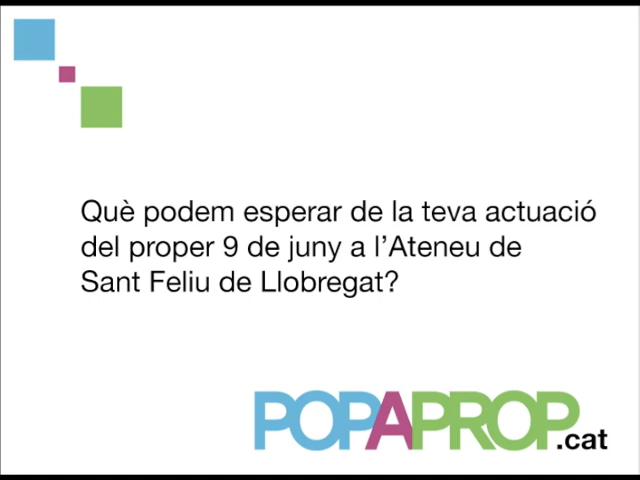 Què podem esperar de la teva actuació
del proper 9 de juny a l’Ateneu de
Sant Feliu de Llobregat?
POPAPROP.cat